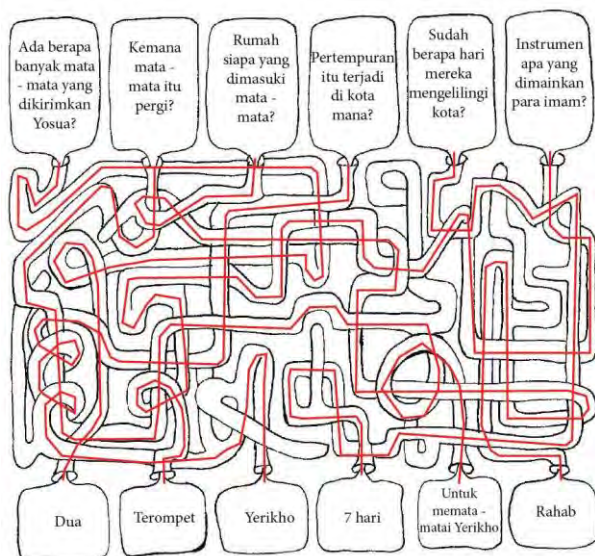 Ada berapa
banyak mata
- mata yang
dikirimkan
Yosua?
Kemana
mata -
mata itu
pergi?
Rumah
siapa yang
dimasuki
mata -
mata?
Pertempuran
itu terjadi
di kota
mana?
Sudah
berapa hari
mereka
mengelilingi
kota?
Instrumen
apa yang
dimainkan
para imam?
Dua
Terompet
Yerikho
7 hari
Untuk
memata -
matai Yerikho
Rahab